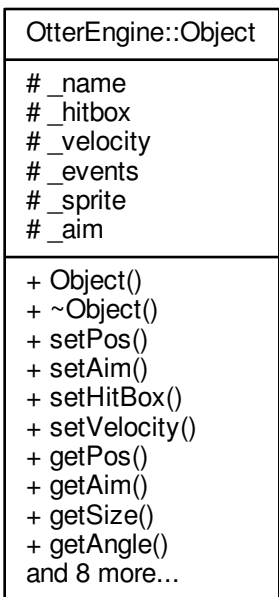 OtterEngine::Object
# _name
# _hitbox
# _velocity
# _events
# _sprite
# _aim
+ Object()
+ ~Object()
+ setPos()
+ setAim()
+ setHitBox()
+ setVelocity()
+ getPos()
+ getAim()
+ getSize()
+ getAngle()
and 8 more...